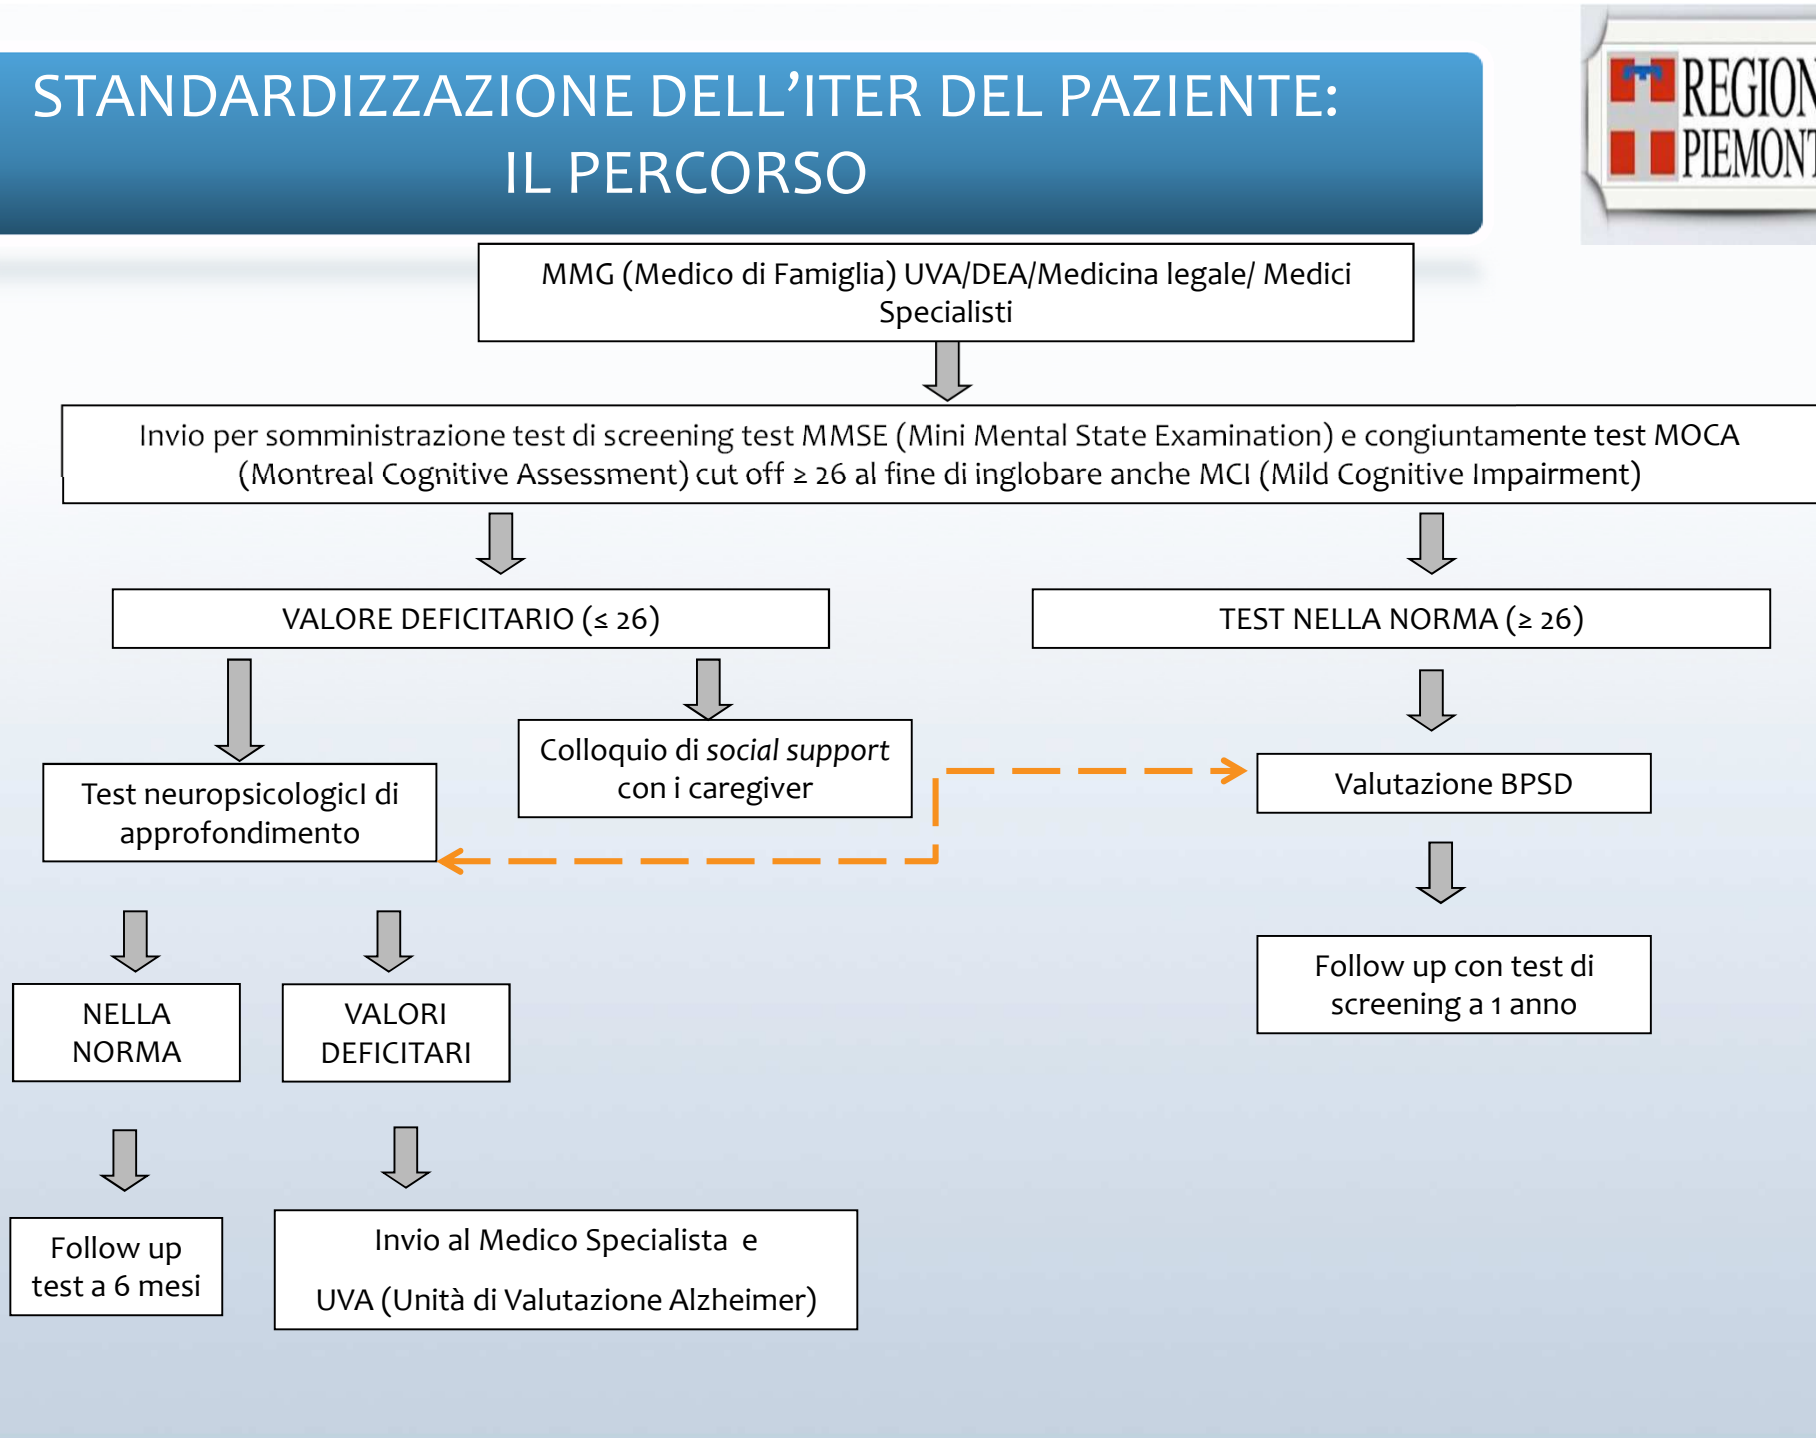 STANDARDIZZAZIONE DELL’ITER DEL PAZIENTE:
IL PERCORSO
REGION
PIEMONT
MMG (Medico di Famiglia) UVA/DEA/Medicina legale/ Medici
Specialisti
Invio per somministrazione test di screening test MMSE (Mini Mental State Examination) e congiuntamente test MOCA
(Montreal Cognitive Assessment) cut off ≥ 26 al fine di inglobare anche MCI (Mild Cognitive Impairment)
VALORE DEFICITARIO (≤ 26)
TEST NELLA NORMA (≥ 26)
Colloquio di social support
con i caregiver
Test neuropsicologicI di
approfondimento
Valutazione BPSD
NELLA
NORMA
VALORI
DEFICITARI
Follow up con test di
screening a 1 anno
Follow up
test a 6 mesi
Invio al Medico Specialista e
UVA (Unità di Valutazione Alzheimer)